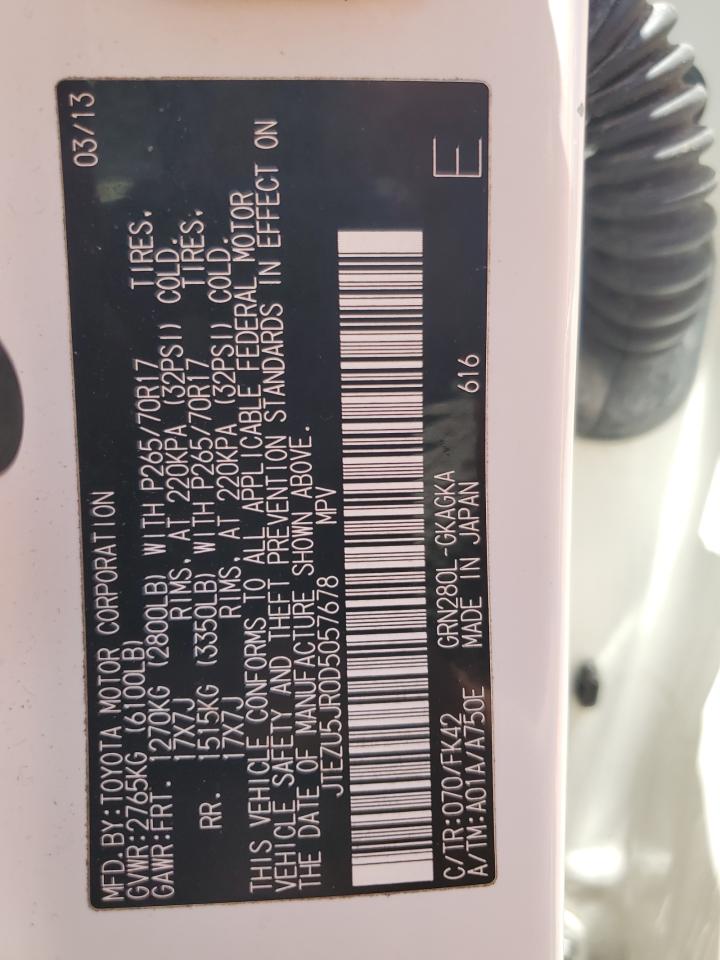 MFD.BY:TOYOTA MOTOR CORPORATION 03/13
GVWR:2765KG (6100LB)
GAWR:FRT. 1270KG (2800LB) WITH P265/70R17 TIRES,
17X7J RIMS, AT 220KPA (32PSI) COLD.
RR. 1515KG (3350LB) WITH P265/70R17 TIRES,
17X7J RIMS, AT 220KPA (32PSI) COLD.
THIS VEHICLE CONFORMS TO ALL APPLICABLE FEDERAL MOTOR
VEHICLE SAFETY AND THEFT PREVENTION STANDARDS IN EFFECT ON
THE DATE OF MANUFACTURE SHOWN ABOVE.
JTEZU5JR0D5057678 MPV
C/TR:070/FK42 GRN280L-GKAGKA E
A/TM:A01A/A750E MADE IN JAPAN 616